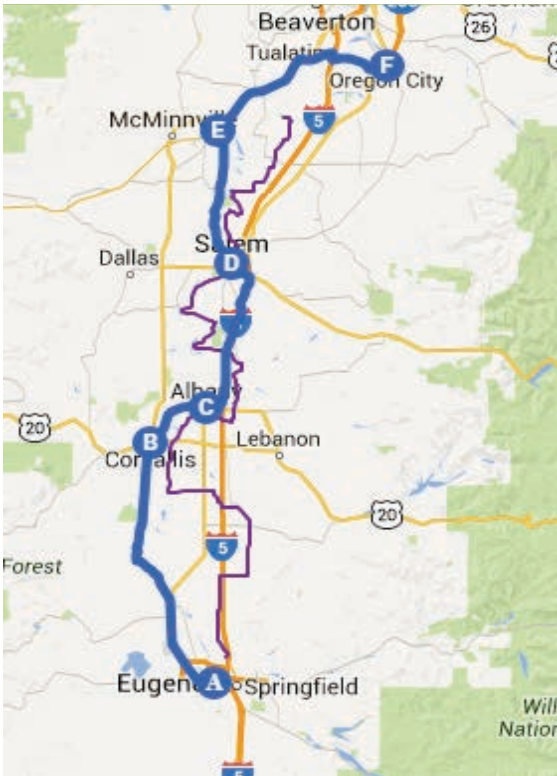 Beaverton
26
Tualatin
F
Oregon City
McMinnville
E
5
Salem
D
Dallas
Albany
C
20
B
Corvallis
Lebanon
20
5
Forest
Eugene
A
Springfield
Will
Nation
5